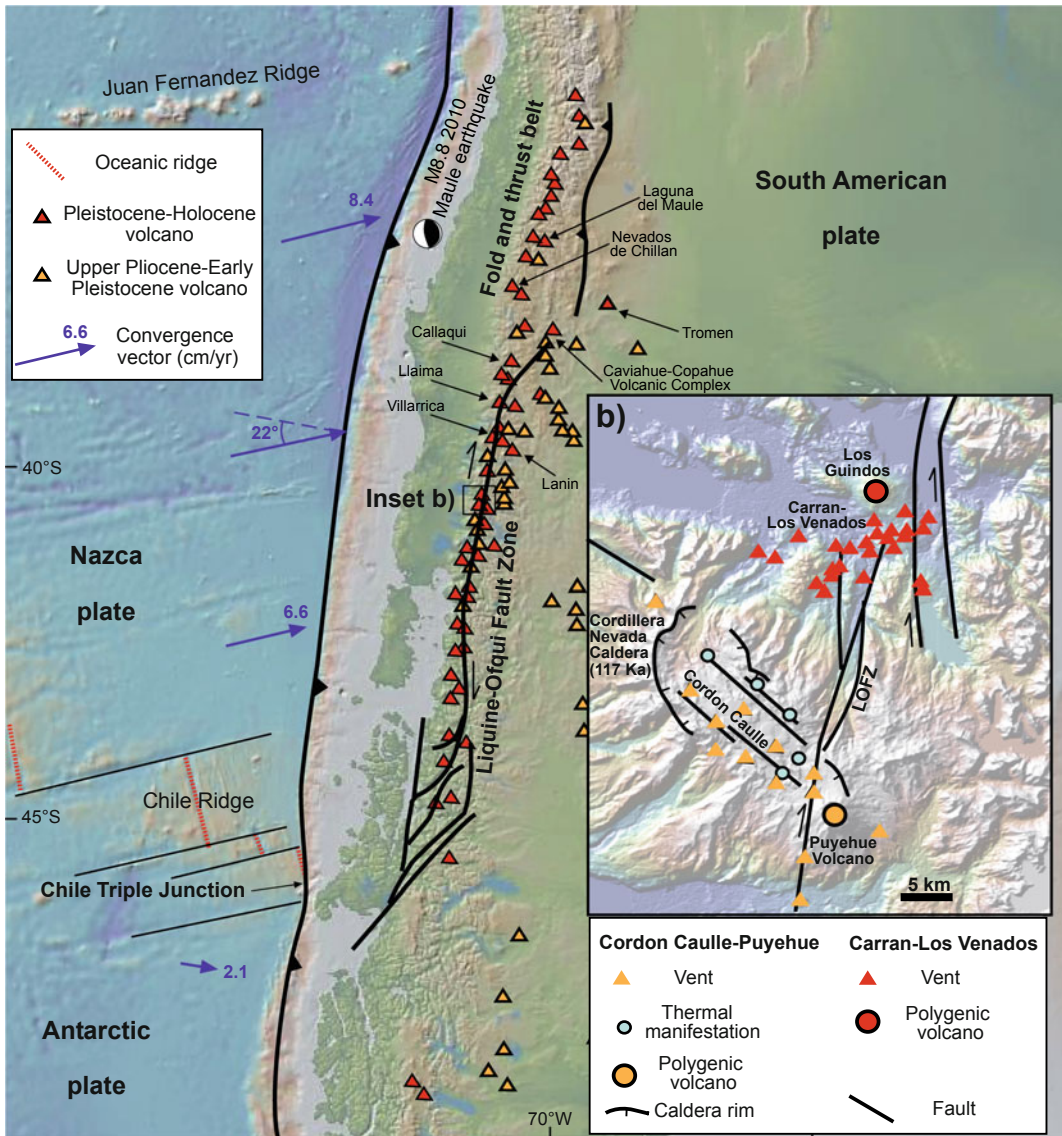 Juan Fernandez Ridge
Oceanic ridge
Pleistocene-Holocene
volcano
Upper Pliocene-Early
Pleistocene volcano
6.6
Convergence
vector (cm/yr)
8.4
M8.8 2010
Maule earthquake
Fold and thrust belt
South American
plate
Laguna
del Maule
Nevados
de Chillan
Tromen
Callaqui
Caviahue-Copahue
Volcanic Complex
Llaima
Villarrica
22°
40°S
Lanin
Inset b)
Nazca
plate
6.6
Liquine-Ofqui Fault Zone
Chile Ridge
45°S
Chile Triple Junction
2.1
Antarctic
plate
70°W
b)
Los
Guindos
Carran-
Los Venados
Cordillera
Nevada
Caldera
(117 Ka)
Cordon Caulle
LOFZ
Puyehue
Volcano
5 km
Cordon Caulle-Puyehue
Vent
Thermal
manifestation
Polygenic
volcano
Caldera rim
Carran-Los Venados
Vent
Polygenic
volcano
Fault